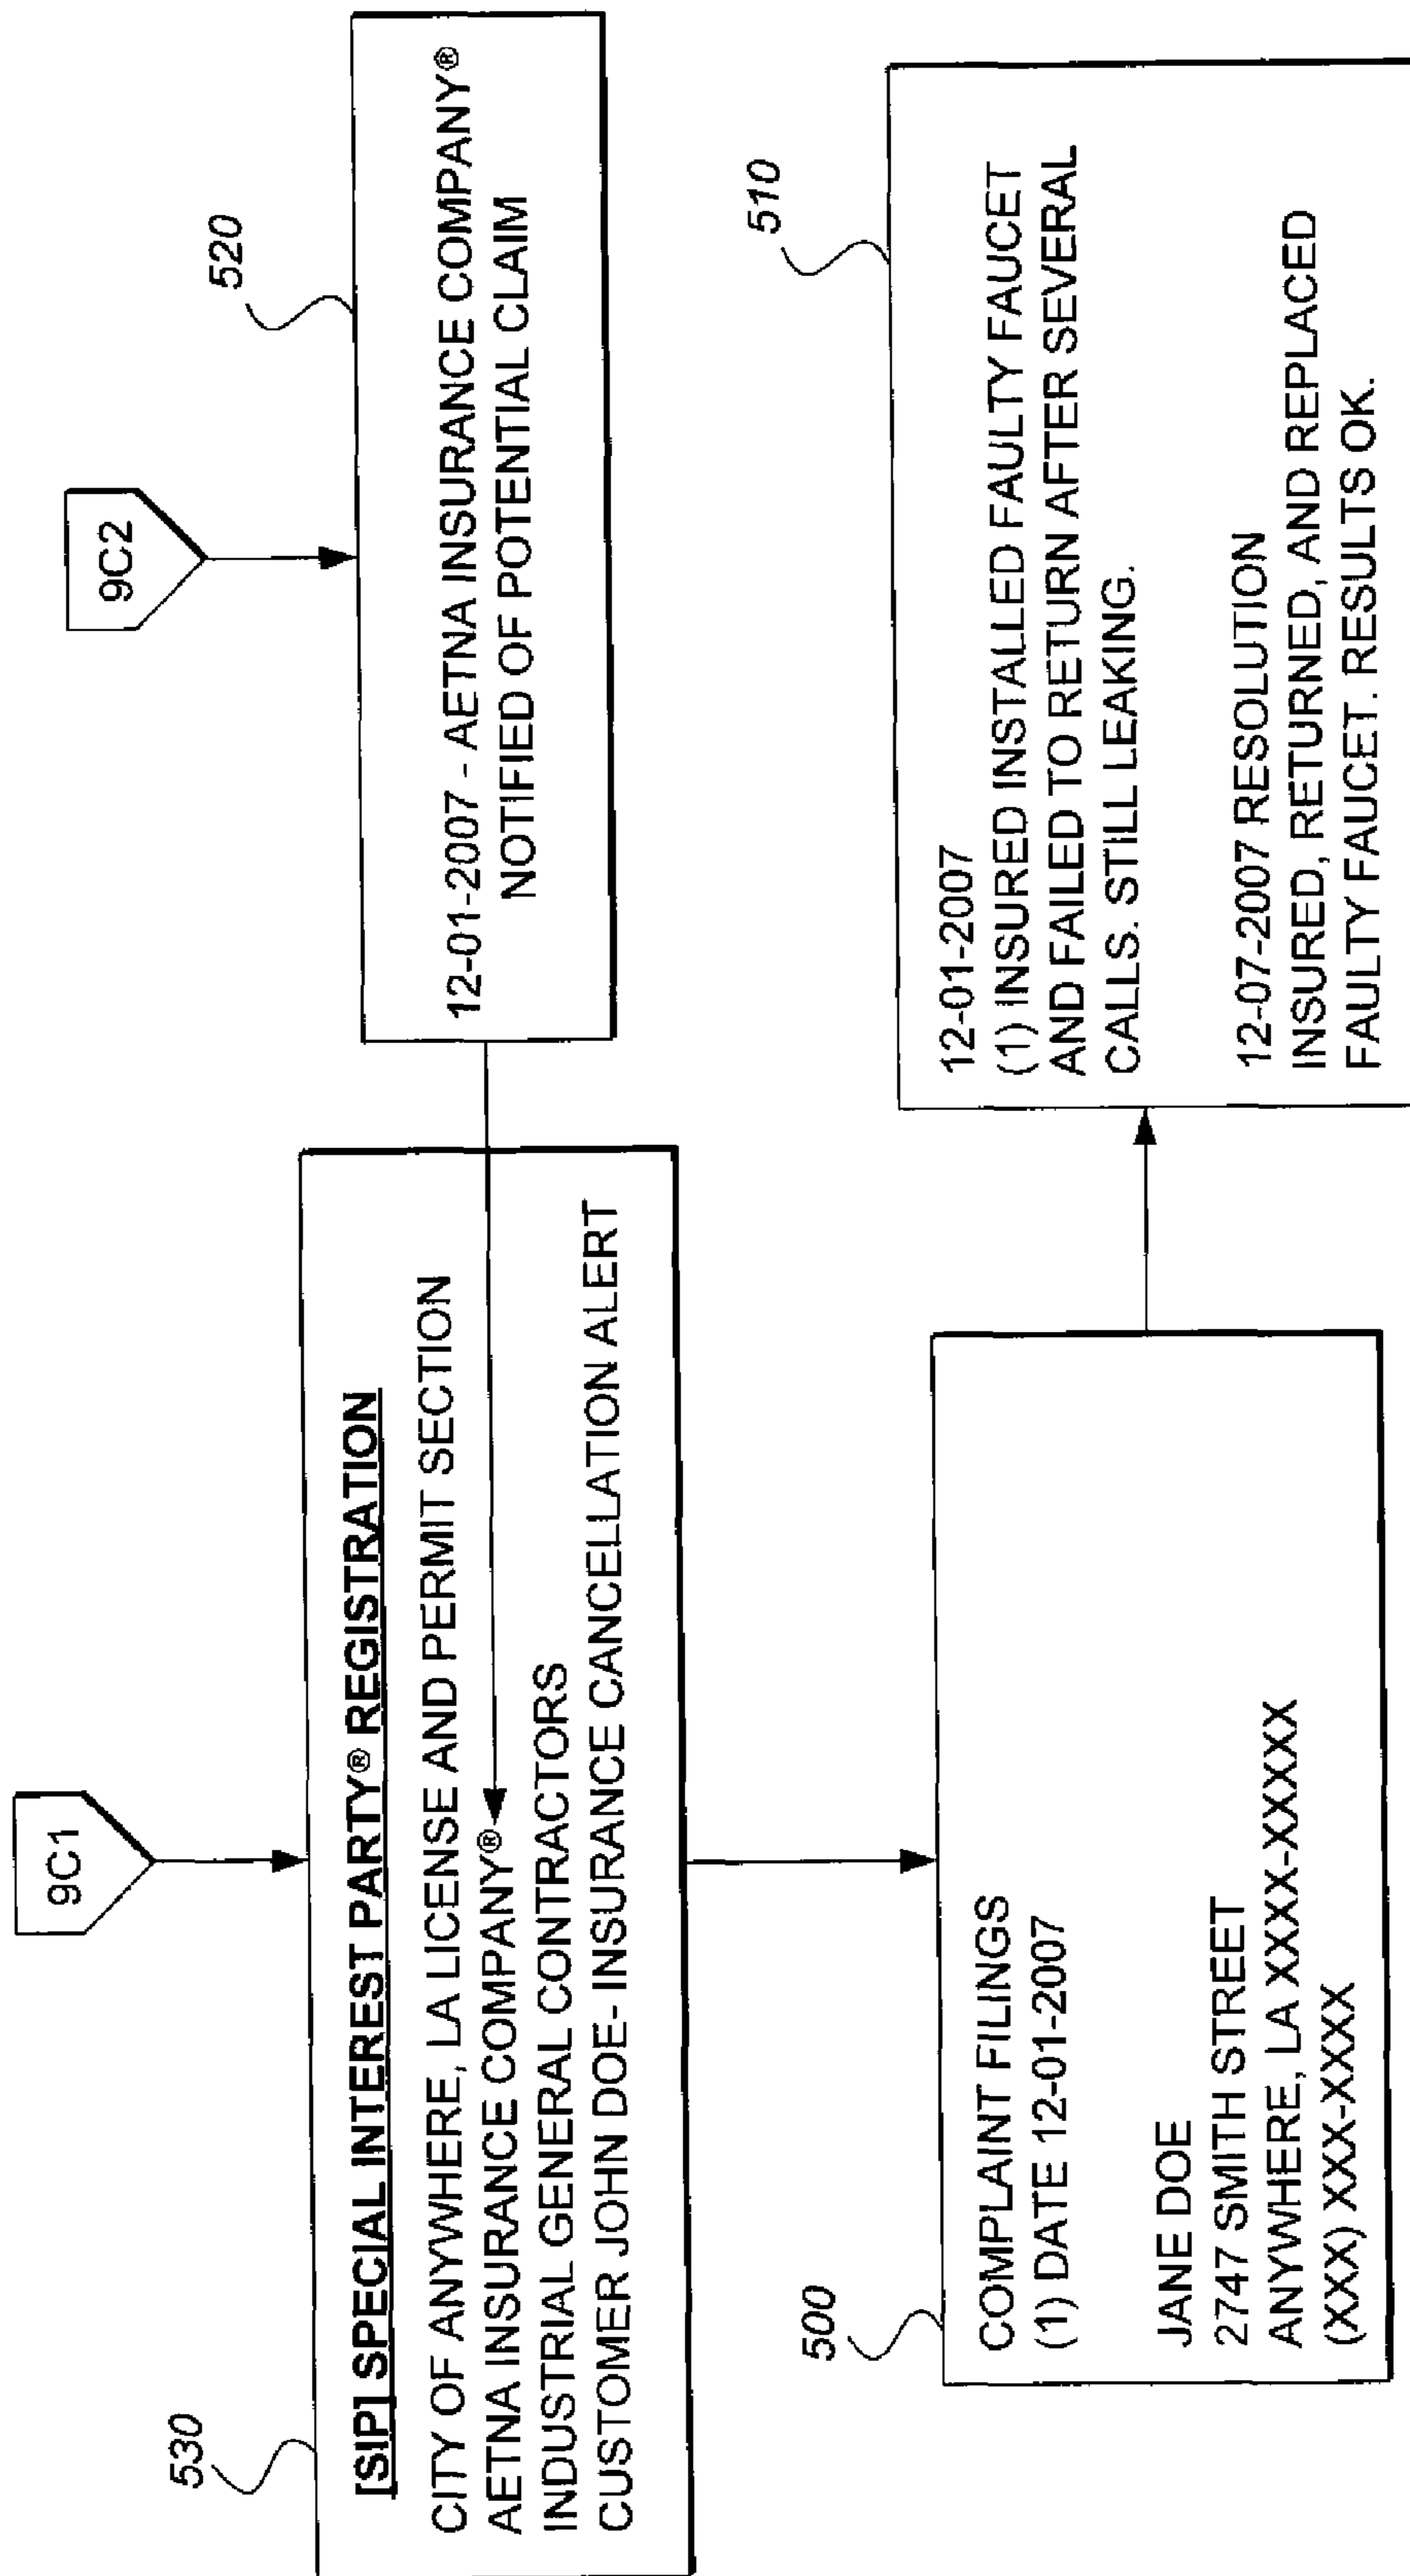 9C1
530
[SIP] SPECIAL INTEREST PARTY® REGISTRATION
CITY OF ANYWHERE, LA LICENSE AND PERMIT SECTION
AETNA INSURANCE COMPANY®
INDUSTRIAL GENERAL CONTRACTORS
CUSTOMER JOHN DOE- INSURANCE CANCELLATION ALERT
9C2
520
12-01-2007 - AETNA INSURANCE COMPANY®
NOTIFIED OF POTENTIAL CLAIM
500
COMPLAINT FILINGS
(1) DATE 12-01-2007
JANE DOE
2747 SMITH STREET
ANYWHERE, LA XXXX-XXXXX
(XXX) XXX-XXXX
510
12-01-2007
(1) INSURED INSTALLED FAULTY FAUCET
AND FAILED TO RETURN AFTER SEVERAL
CALLS. STILL LEAKING.
12-07-2007 RESOLUTION
INSURED, RETURNED, AND REPLACED
FAULTY FAUCET. RESULTS OK.